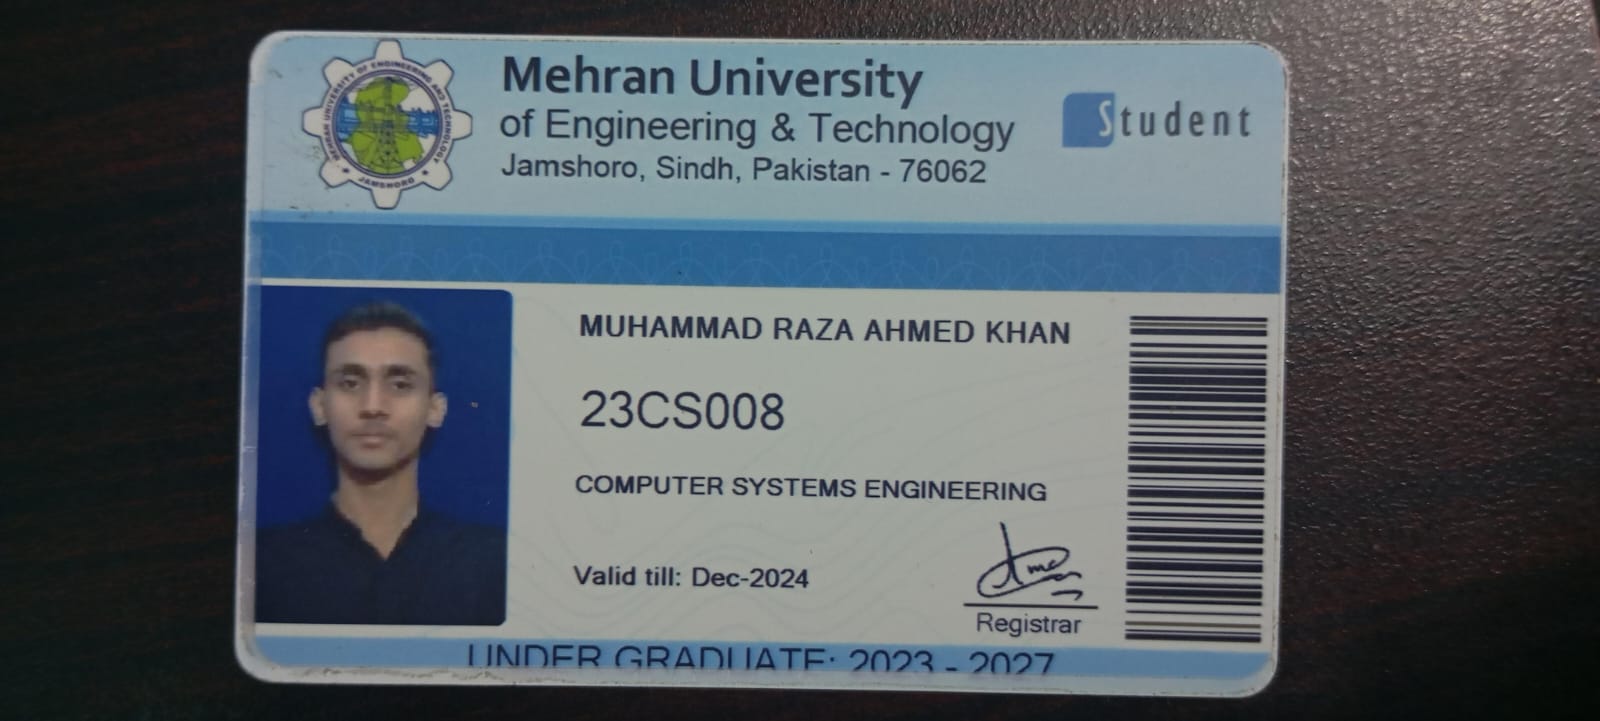 Mehran University
of Engineering & Technology
Jamshoro, Sindh, Pakistan - 76062
Student
MEHRAN UNIVERSITY OF ENGINEERING AND TECHNOLOGY
JAMSHORO
MUHAMMAD RAZA AHMED KHAN
23CS008
COMPUTER SYSTEMS ENGINEERING
Valid till: Dec-2024
Registrar
UNDER GRADUATE: 2023 - 2027